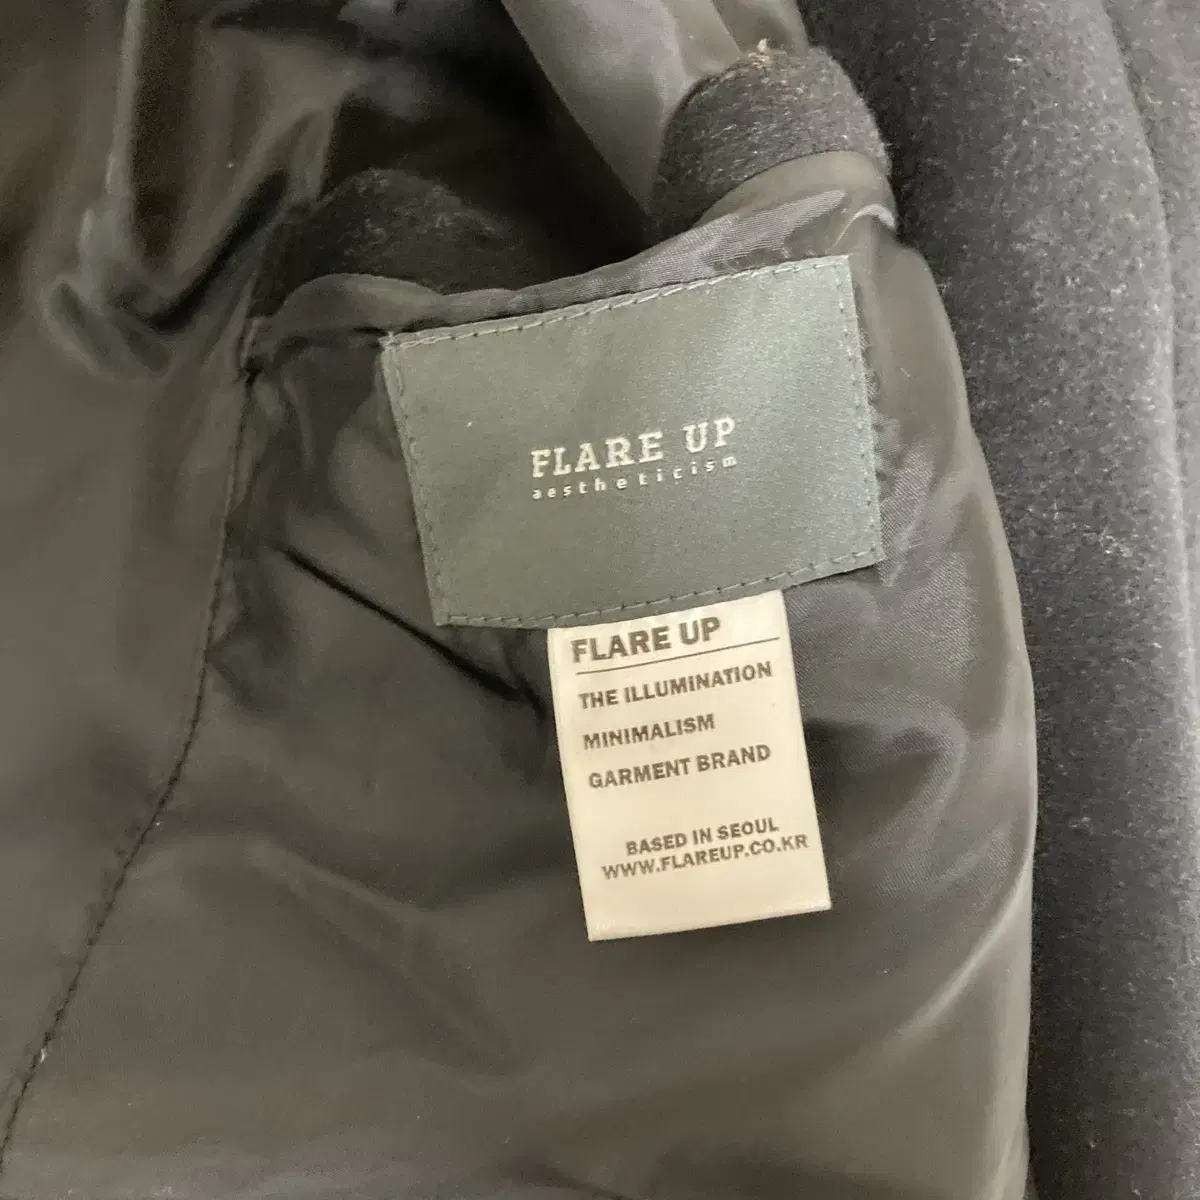 FLARE UP
aestheticism
FLARE UP
THE ILLUMINATION
MINIMALISM
GARMENT BRAND
BASED IN SEOUL
WWW.FLAREUP.CO.KR